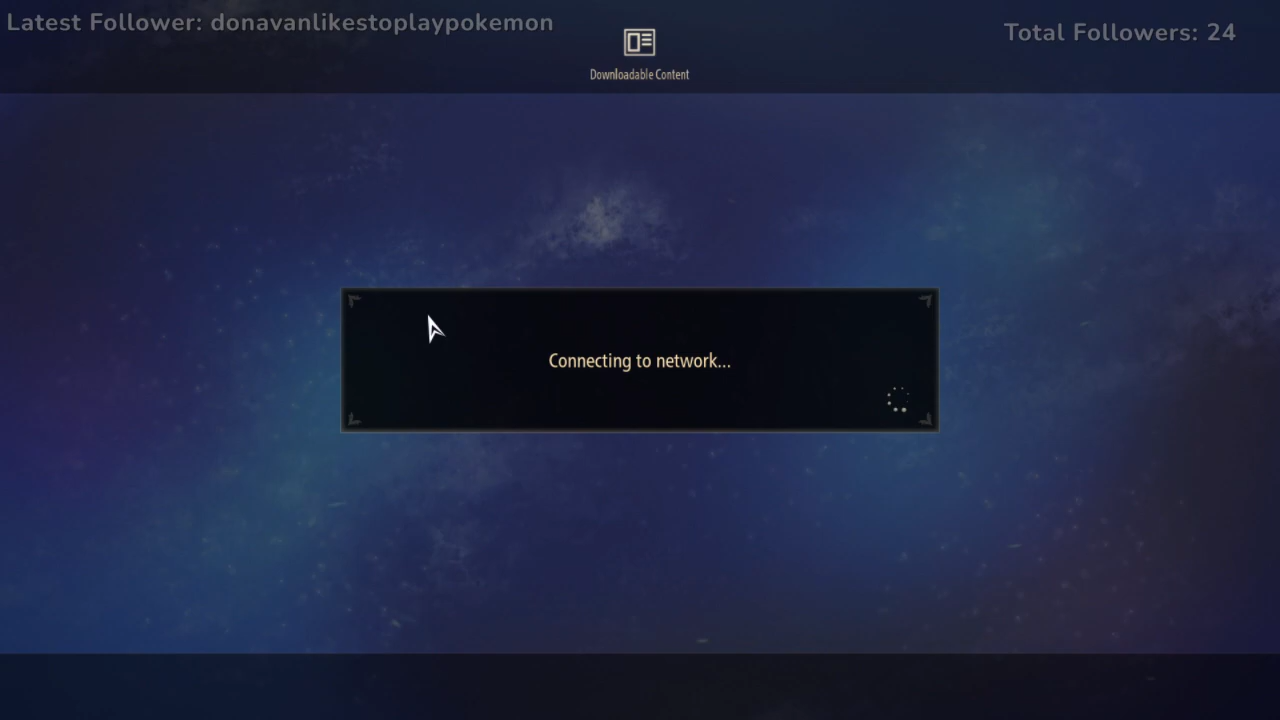 Latest Follower: donavanlikestoplaypokemon
Total Followers: 24
Downloadable Content
Connecting to network...